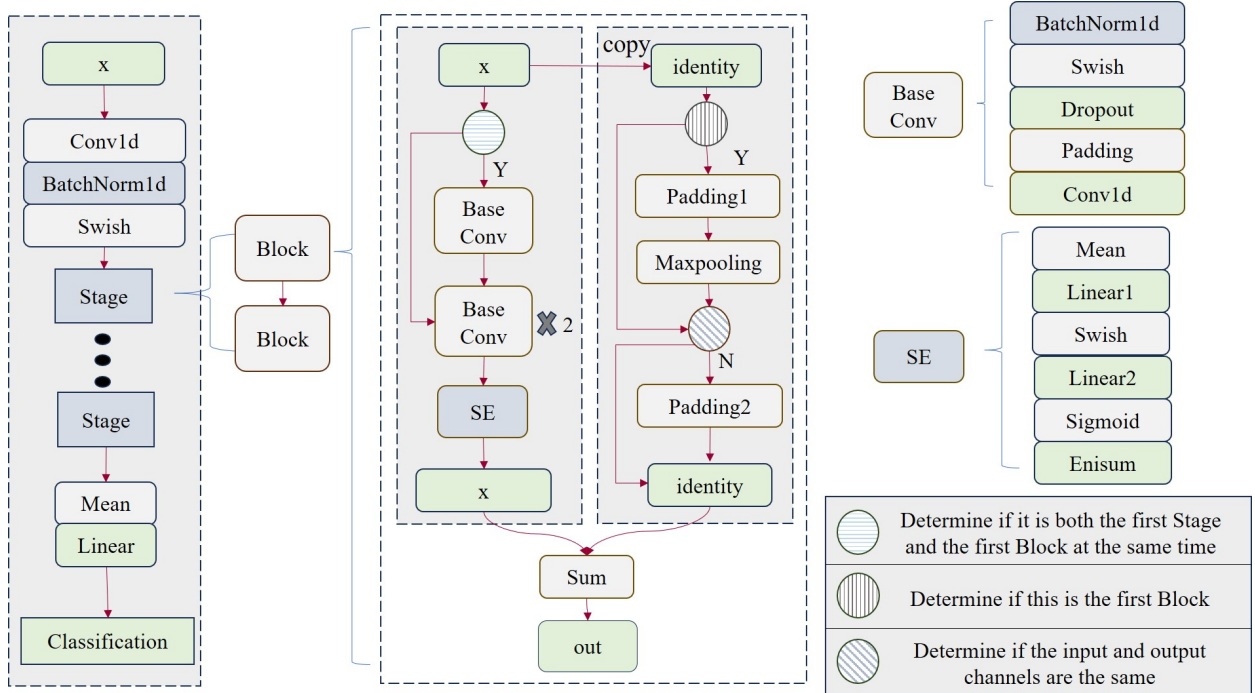 x
Conv1d
BatchNorm1d
Swish
Stage
Stage
Mean
Linear
Classification
Block
Block
x
copy
identity
Y
Base
Conv
Base
Conv
2
SE
x
Y
Padding1
Maxpooling
N
Padding2
identity
Sum
out
Base
Conv
BatchNorm1d
Swish
Dropout
Padding
Conv1d
SE
Mean
Linear1
Swish
Linear2
Sigmoid
Enisum
Determine if it is both the first Stage
and the first Block at the same time
Determine if this is the first Block
Determine if the input and output
channels are the same